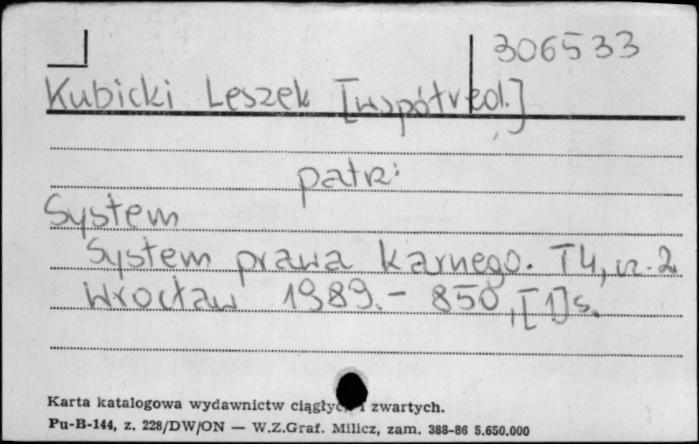 306533
Kubicki Leszek [współred.]
patrz:
System
System prawa karnego. T4, cz. 2
Wrocław 1989. - 850, [1] s.
Karta katalogowa wydawnictw ciągłych i zwartych.
Pu-B-144, z. 228/DW/ON — W.Z.Graf. Milicz, zam. 388-86 5.650.000